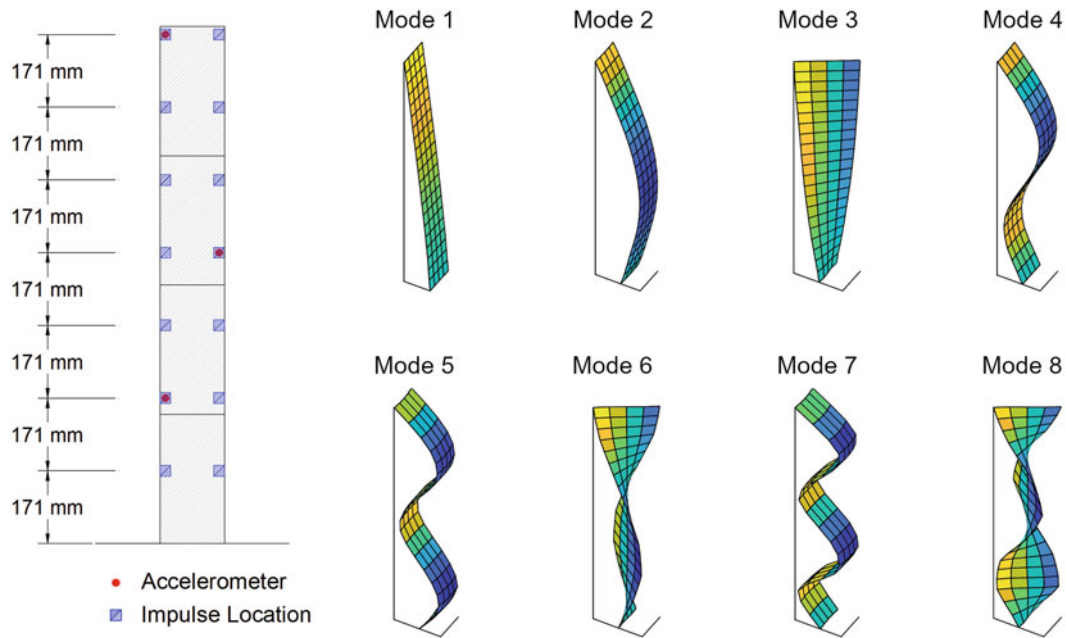 Mode 1
Mode 2
Mode 3
Mode 4
171 mm
171 mm
171 mm
171 mm
171 mm
171 mm
171 mm
Mode 5
Mode 6
Mode 7
Mode 8
Accelerometer
Impulse Location